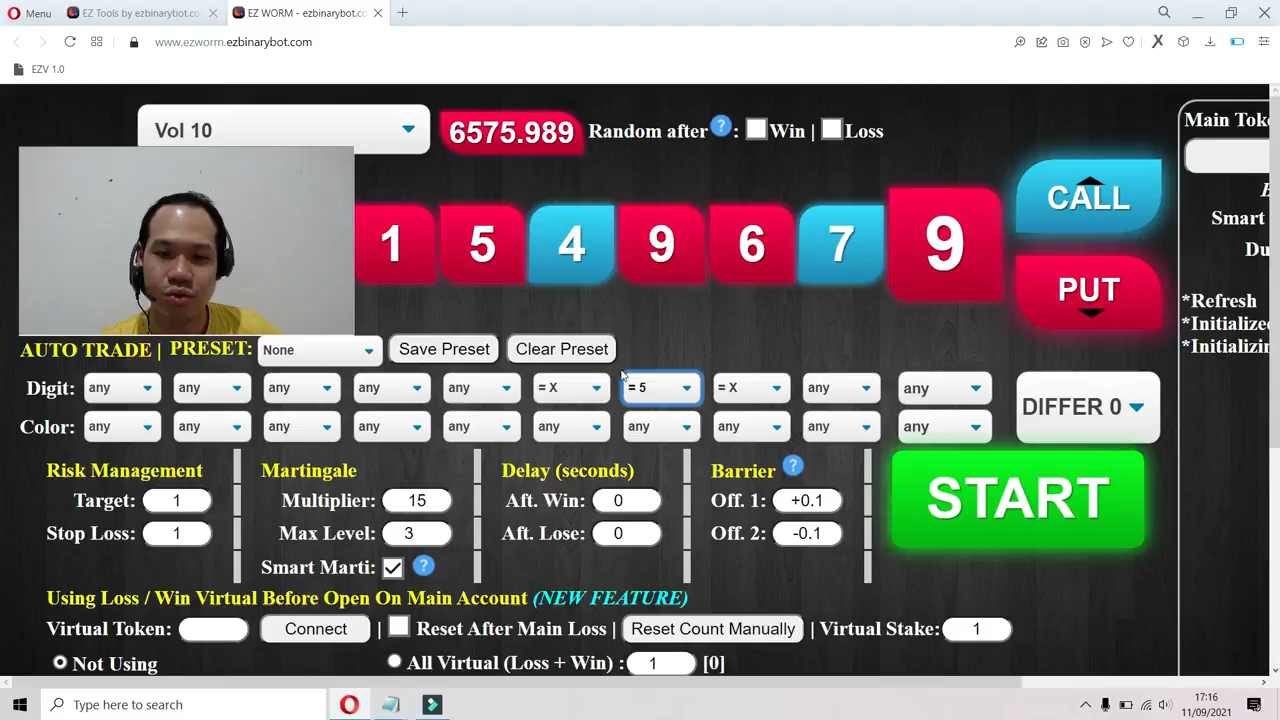 Menu
EZ Tools by ezbinarybot.co
EZ WORM - ezbinarybot.co
www.ezworm.ezbinarybot.com
EZV 1.0
Vol 10
6575.989
Random after ? : Win | Loss
Main Tok
1 5 4 9 6 7 9
CALL
PUT
Smart
Du
*Refresh
*Initialize
*Initializin
AUTO TRADE | PRESET: None Save Preset Clear Preset
Digit: any any any any any = X = 5 = X any any
DIFFER 0
Color: any any any any any any any any any any
Risk Management Martingale Delay (seconds) Barrier ?
Target: 1 Multiplier: 15 Aft. Win: 0 Off. 1: +0.1
START
Stop Loss: 1 Max Level: 3 Aft. Lose: 0 Off. 2: -0.1
Smart Marti: ?
Using Loss / Win Virtual Before Open On Main Account (NEW FEATURE)
Virtual Token: Connect | Reset After Main Loss | Reset Count Manually | Virtual Stake: 1
Not Using All Virtual (Loss + Win) : 1 [0]
Type here to search
17:16
11/09/2021